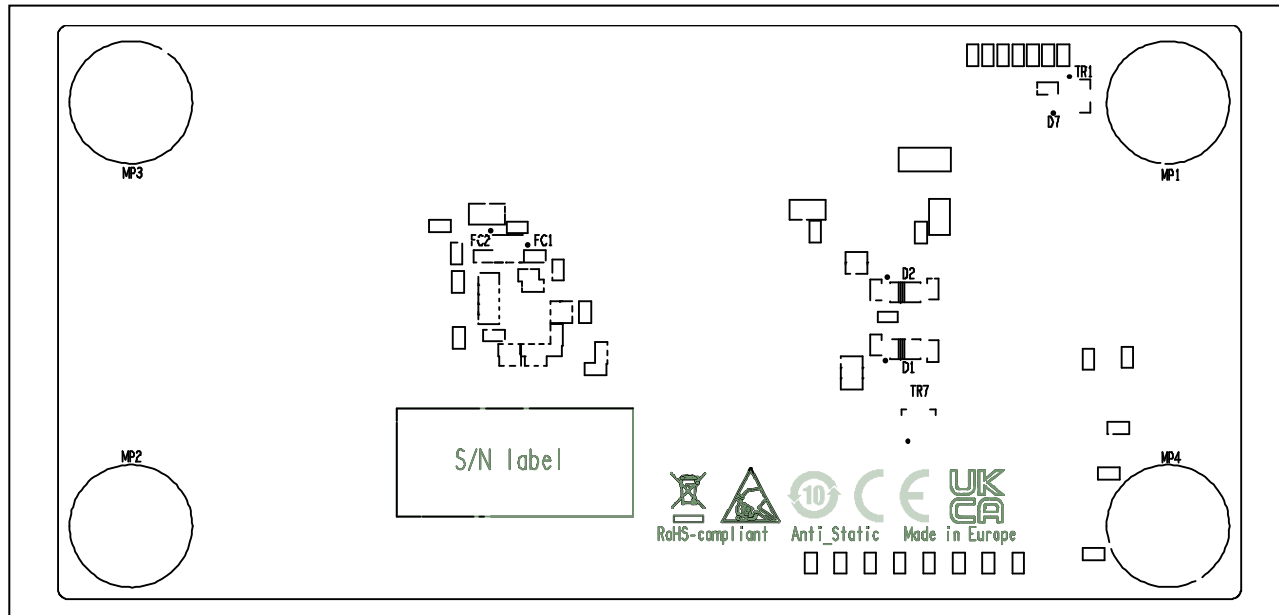 TR1
D7
MP3
MP1
FC2
FC1
D2
D1
TR7
MP2
S/N label
MP4
10
CE
UK
CA
RoHS-compliant
Anti_Static
Made in Europe